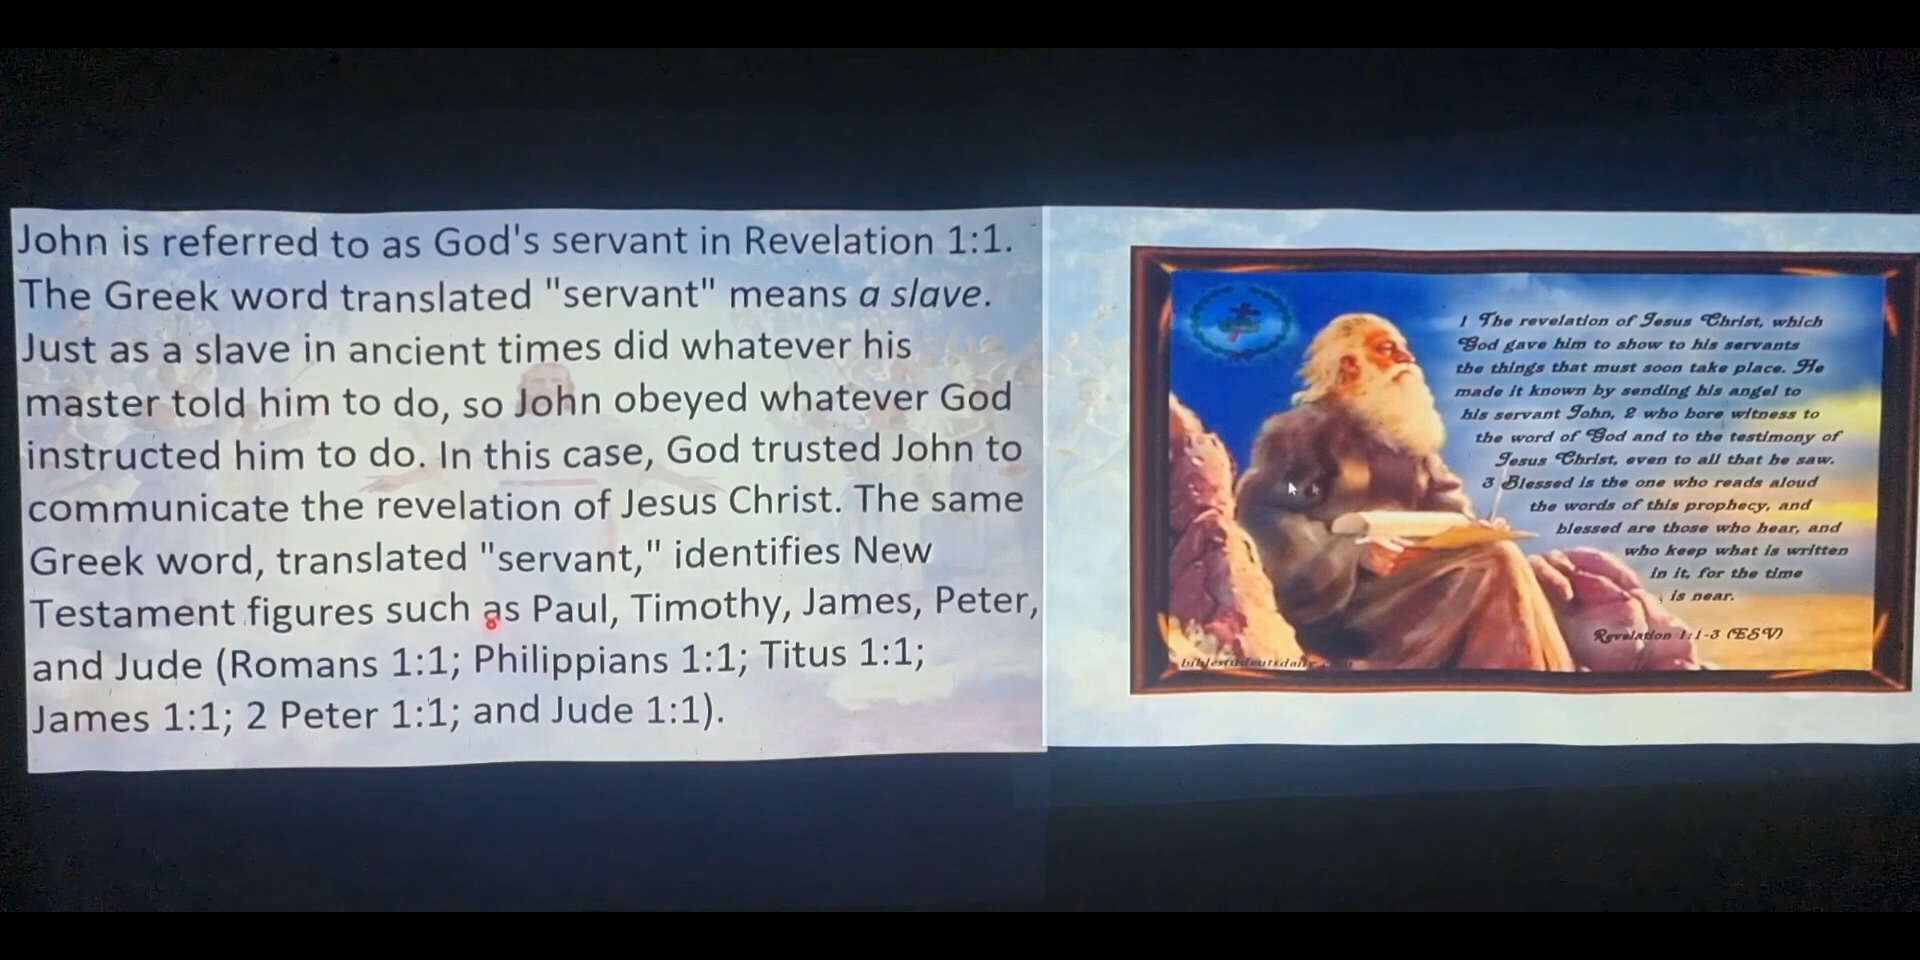 John is referred to as God's servant in Revelation 1:1.
The Greek word translated "servant" means a slave.
Just as a slave in ancient times did whatever his
master told him to do, so John obeyed whatever God
instructed him to do. In this case, God trusted John to
communicate the revelation of Jesus Christ. The same
Greek word, translated "servant," identifies New
Testament figures such as Paul, Timothy, James, Peter,
and Jude (Romans 1:1; Philippians 1:1; Titus 1:1;
James 1:1; 2 Peter 1:1; and Jude 1:1).
1 The revelation of Jesus Christ, which
God gave him to show to his servants
the things that must soon take place. He
made it known by sending his angel to
his servant John, 2 who bore witness to
the word of God and to the testimony of
Jesus Christ, even to all that he saw.
3 Blessed is the one who reads aloud
the words of this prophecy, and
blessed are those who hear, and
who keep what is written
in it, for the time
is near.
Revelation 1:1-3 (ESV)